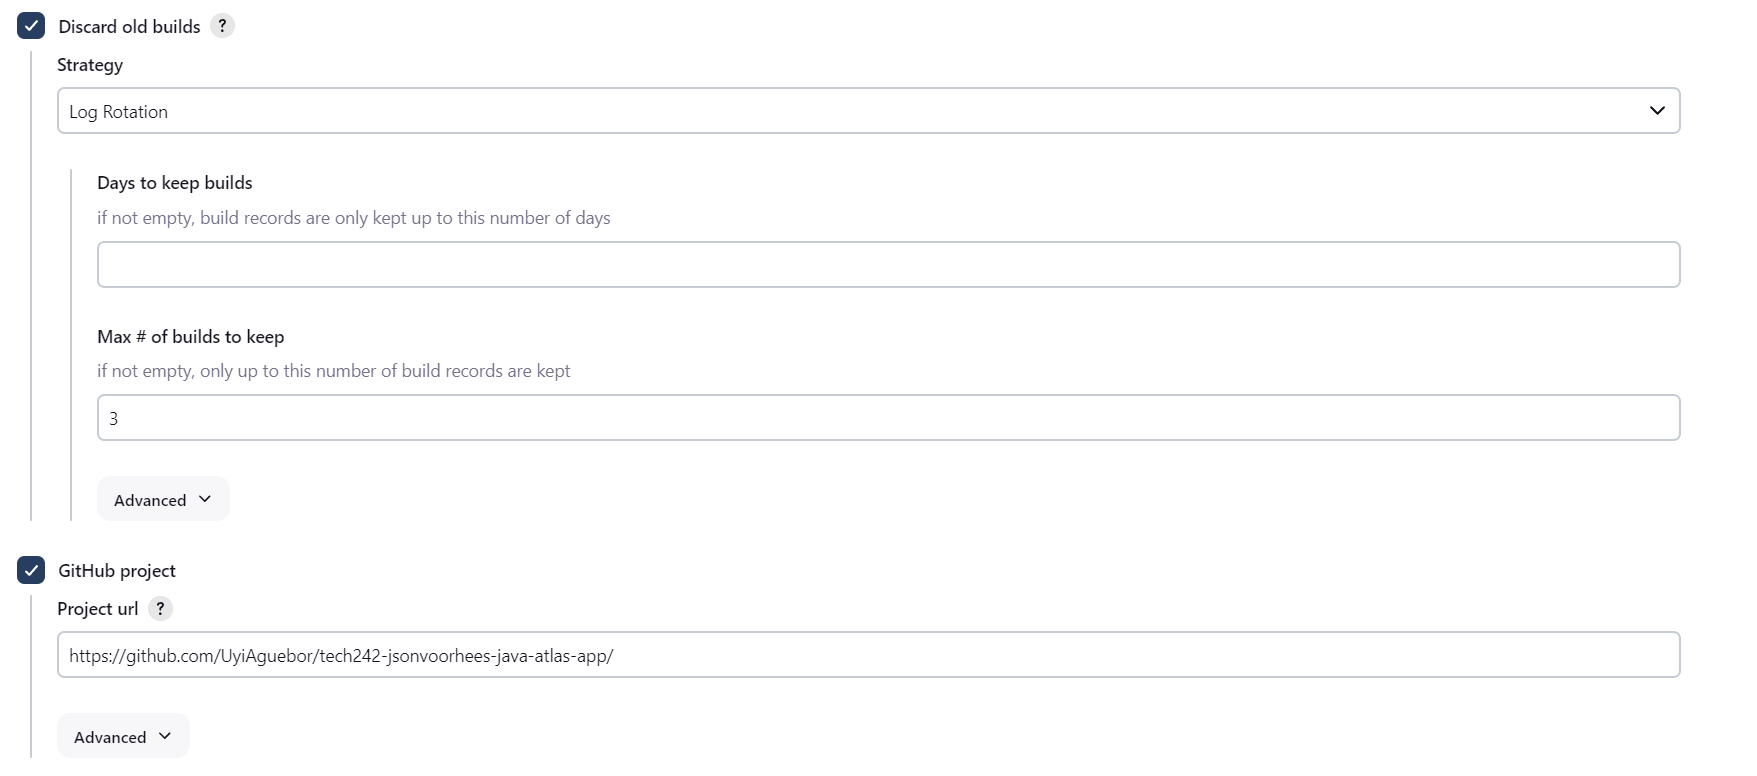 Discard old builds ?
Strategy
Log Rotation
Days to keep builds
if not empty, build records are only kept up to this number of days
Max # of builds to keep
if not empty, only up to this number of build records are kept
3
Advanced
GitHub project
Project url ?
https://github.com/UyiAguebor/tech242-jsonvoorhees-java-atlas-app/
Advanced